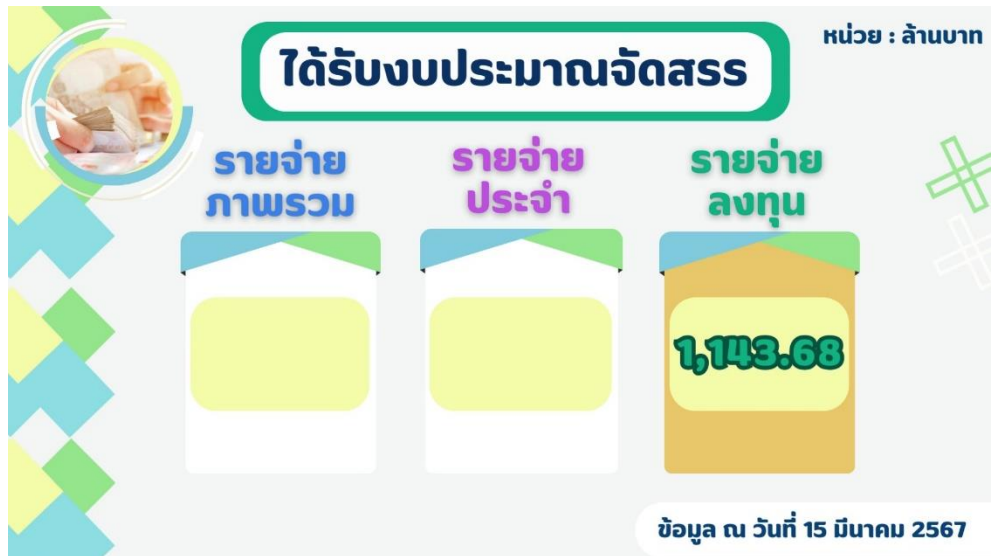 หน่วย : ล้านบาท
ได้รับงบประมาณจัดสรร
รายจ่าย
ภาพรวม
รายจ่าย
ประจำ
รายจ่าย
ลงทุน
1,143.68
ข้อมูล ณ วันที่ 15 มีนาคม 2567